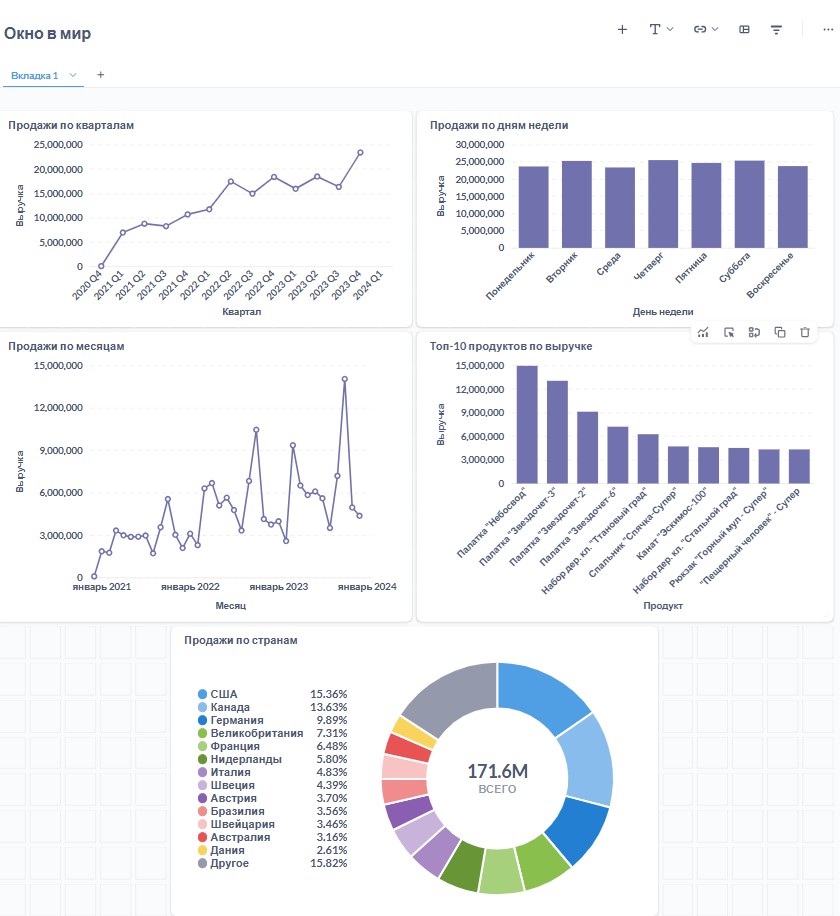 Окно в мир
Вкладка 1
Продажи по кварталам
25,000,000
20,000,000
15,000,000
10,000,000
5,000,000
0
Выручка
2020 Q4
2021 Q1
2021 Q2
2021 Q3
2021 Q4
2022 Q1
2022 Q2
2022 Q3
2022 Q4
2023 Q1
2023 Q2
2023 Q3
2023 Q4
2024 Q1
Квартал
Продажи по дням недели
30,000,000
25,000,000
20,000,000
15,000,000
10,000,000
5,000,000
0
Выручка
Понедельник
Вторник
Среда
Четверг
Пятница
Суббота
Воскресенье
День недели
Продажи по месяцам
15,000,000
12,000,000
9,000,000
6,000,000
3,000,000
0
Выручка
январь 2021
январь 2022
январь 2023
январь 2024
Месяц
Топ-10 продуктов по выручке
15,000,000
12,000,000
9,000,000
6,000,000
3,000,000
0
Выручка
Палатка "Небосвод"
Палатка "Звездочет-3"
Палатка "Звездочет-2"
Палатка "Звездочет-6"
Набор дер. кл. "Ттановый град"
Спальник "Спячка-Супер"
Канат "Эскимос-100"
Набор дер. кл. "Стальной град"
Рюкзак "Горный мул - Супер"
"Пещерный человек" - Супер
Продукт
Продажи по странам
США 15.36%
Канада 13.63%
Германия 9.89%
Великобритания 7.31%
Франция 6.48%
Нидерланды 5.80%
Италия 4.83%
Швеция 4.39%
Австрия 3.70%
Бразилия 3.56%
Швейцария 3.46%
Австралия 3.16%
Дания 2.61%
Другое 15.82%
171.6M
ВСЕГО